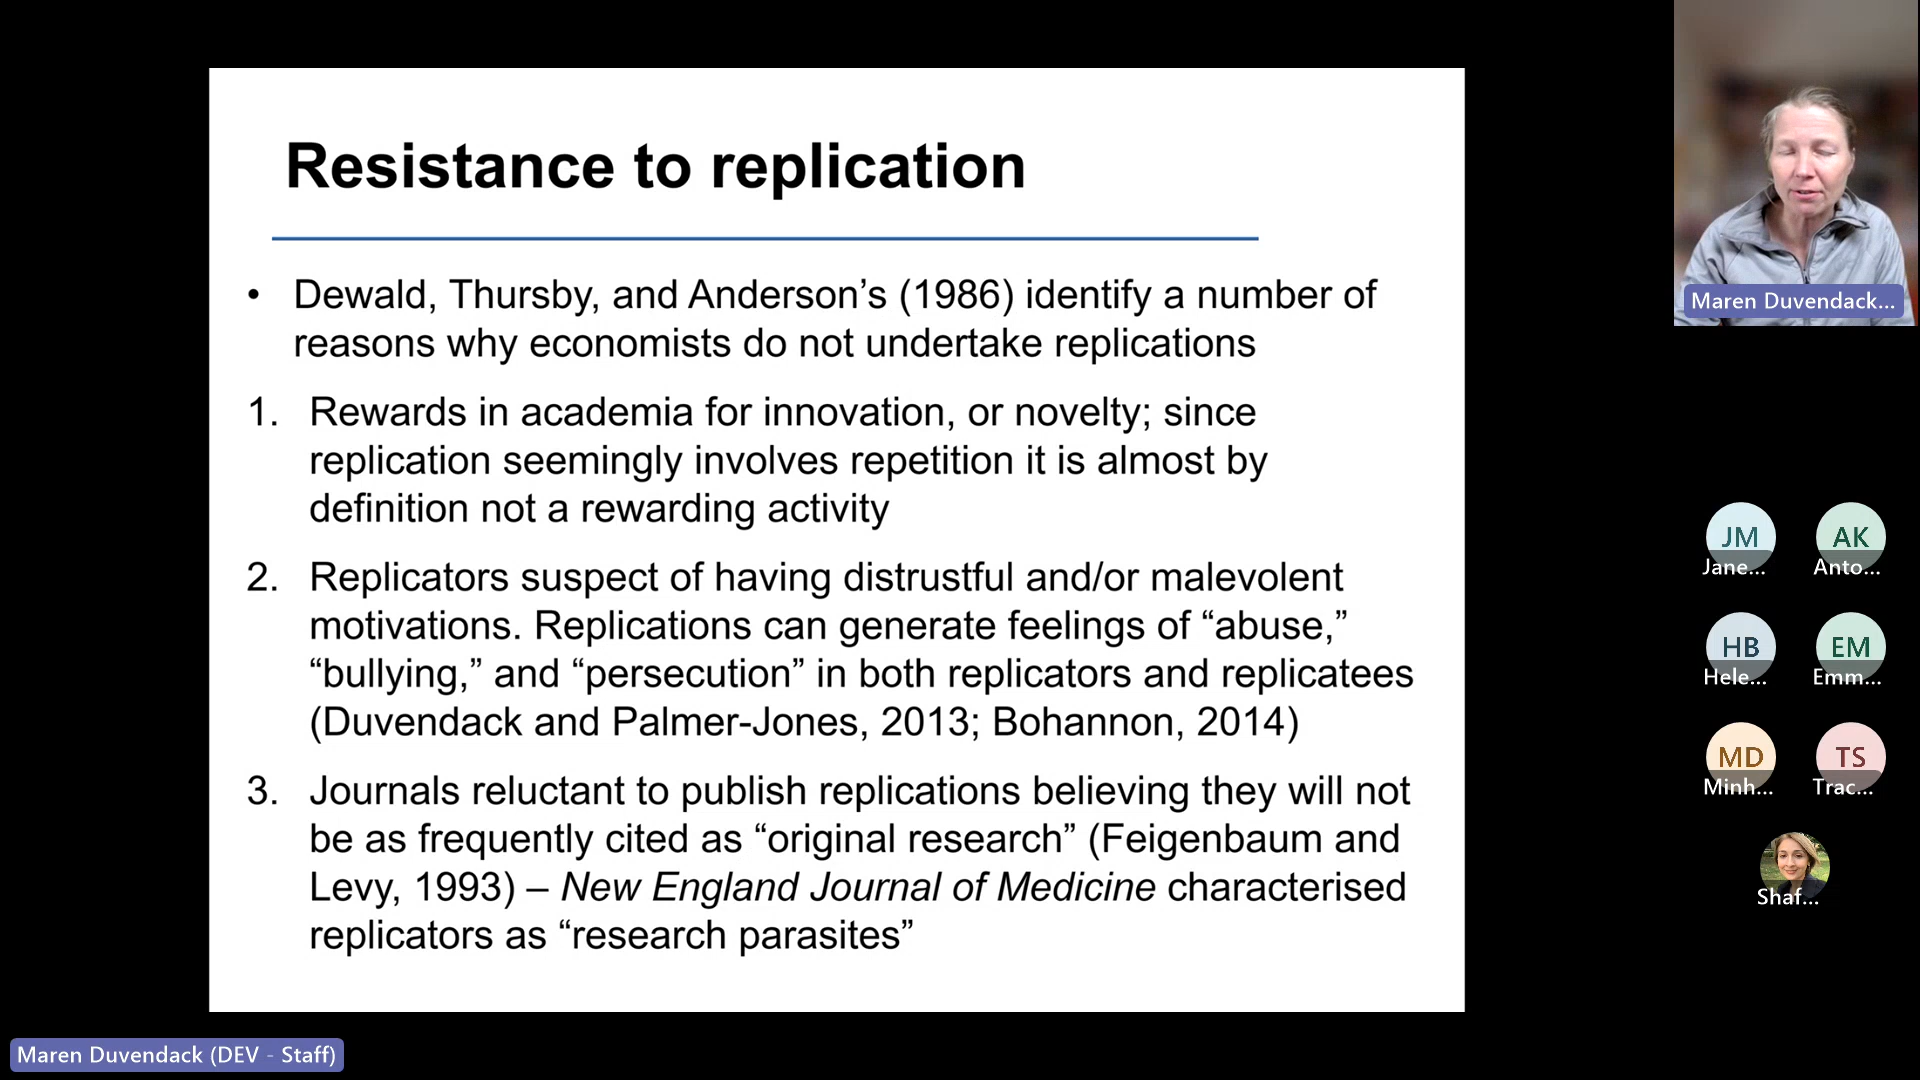 Resistance to replication
• Dewald, Thursby, and Anderson’s (1986) identify a number of
reasons why economists do not undertake replications
1. Rewards in academia for innovation, or novelty; since
replication seemingly involves repetition it is almost by
definition not a rewarding activity
2. Replicators suspect of having distrustful and/or malevolent
motivations. Replications can generate feelings of “abuse,”
“bullying,” and “persecution” in both replicators and replicatees
(Duvendack and Palmer-Jones, 2013; Bohannon, 2014)
3. Journals reluctant to publish replications believing they will not
be as frequently cited as “original research” (Feigenbaum and
Levy, 1993) – New England Journal of Medicine characterised
replicators as “research parasites”
Maren Duvendack...
JM AK
Jane... Anto...
HB EM
Hele... Emm...
MD TS
Minh... Trac...
Shaf...
Maren Duvendack (DEV - Staff)